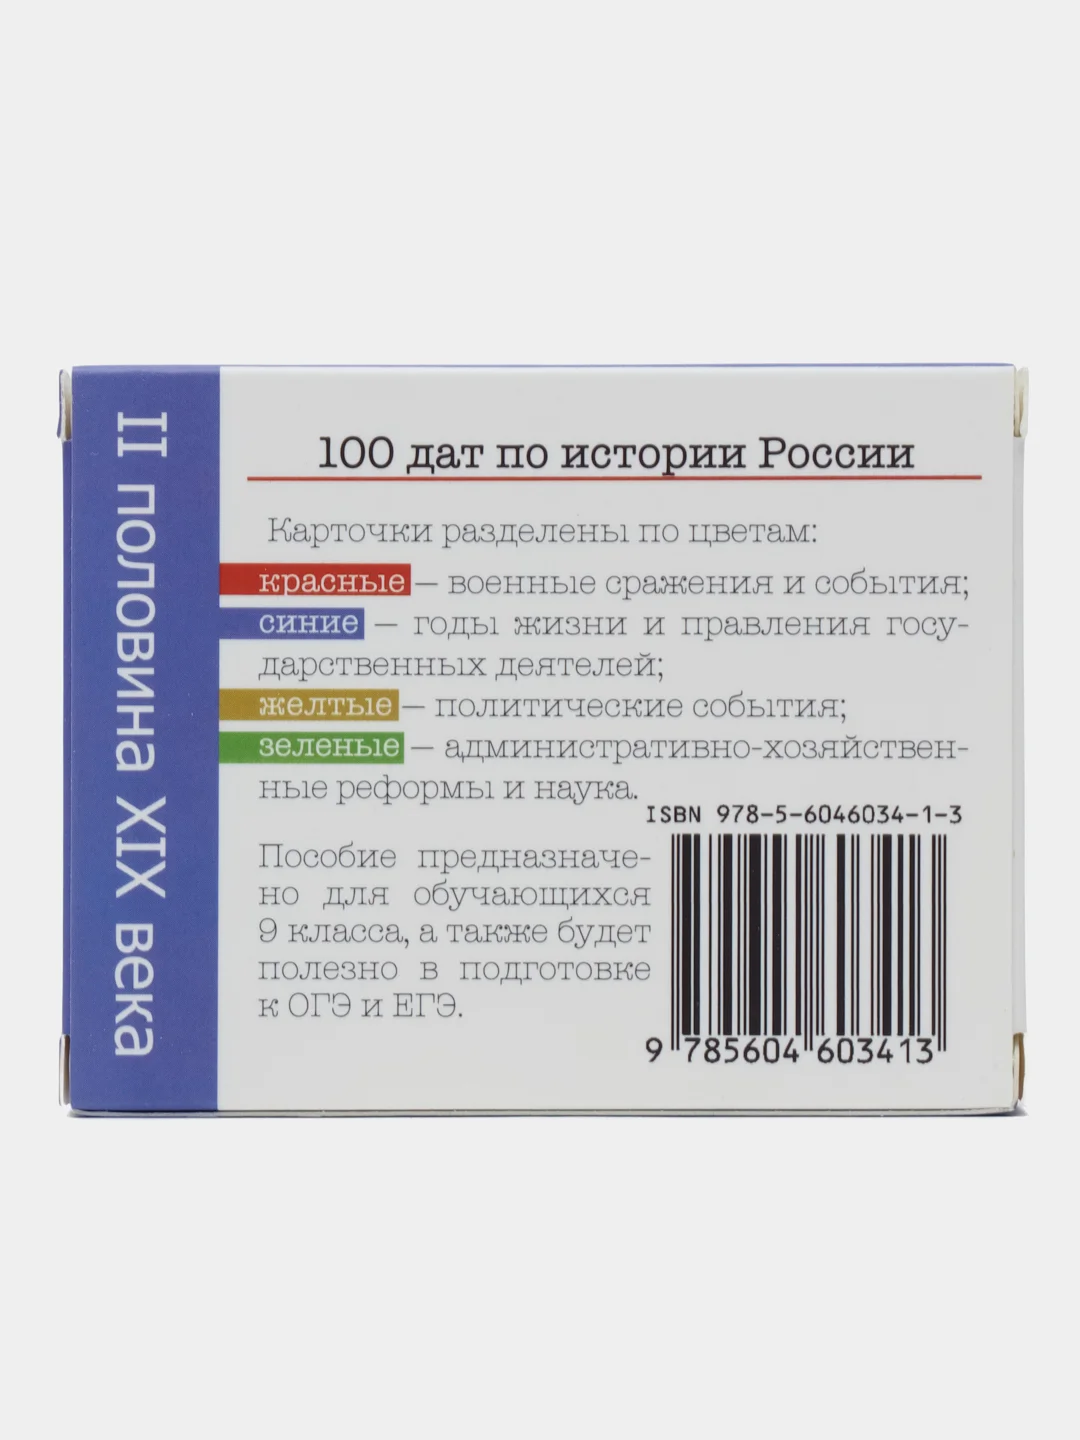 II половина XIX века
100 дат по истории России
Карточки разделены по цветам:
красные — военные сражения и события;
синие — годы жизни и правления госу-
дарственных деятелей;
желтые — политические события;
зеленые — административно-хозяйствен-
ные реформы и наука.
ISBN 978-5-6046034-1-3
Пособие предназначе-
но для обучающихся
9 класса, а также будет
полезно в подготовке
к ОГЭ и ЕГЭ.
9 785604 603413